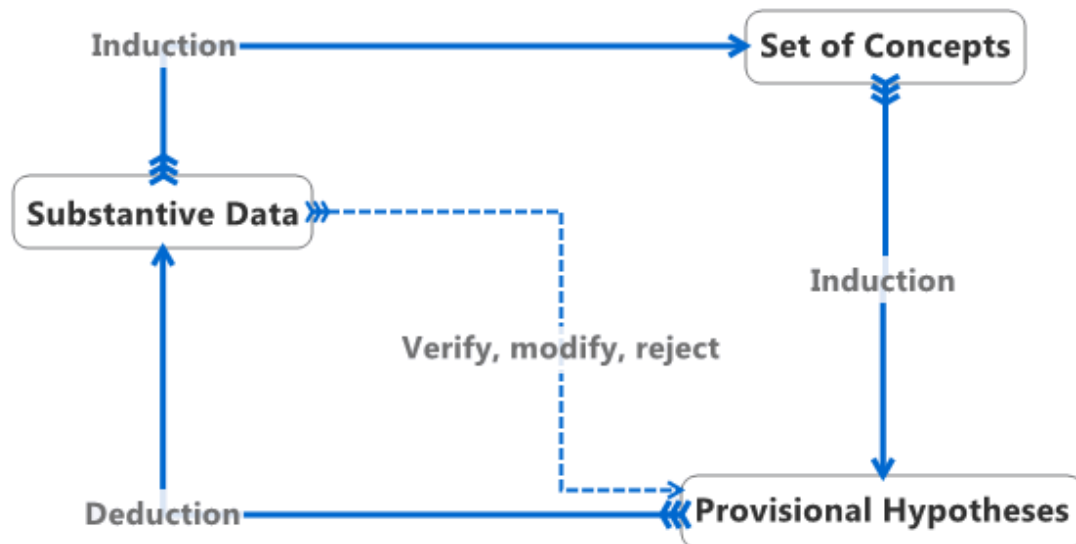 Induction
Set of Concepts
Substantive Data
Induction
Verify, modify, reject
Deduction
Provisional Hypotheses